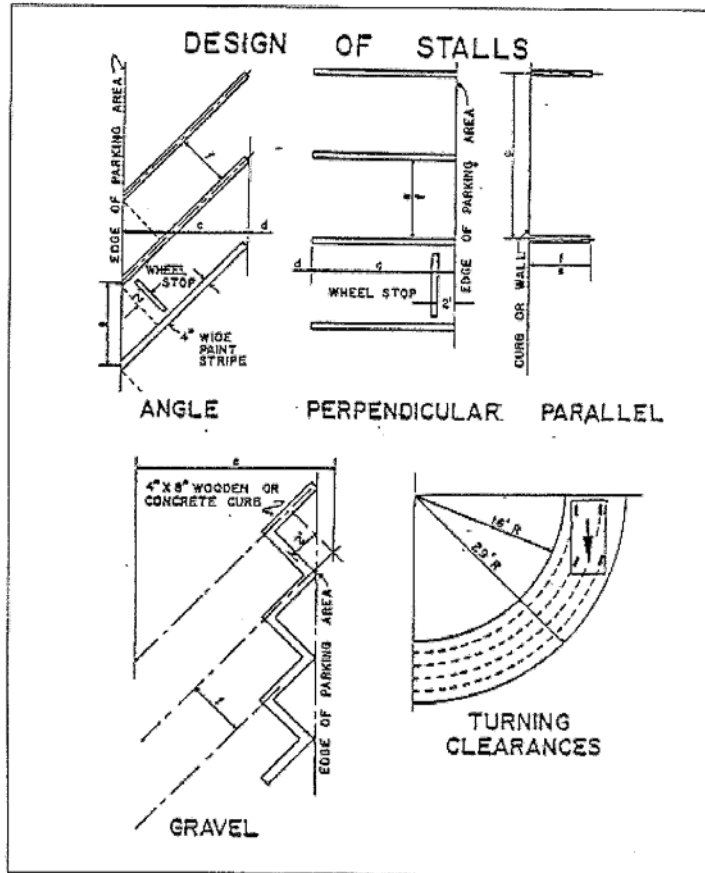 DESIGN OF STALLS
EDGE OF PARKING AREA
c
d
f
WHEEL
STOP
2'
4" WIDE
PAINT
STRIPE
ANGLE
EDGE OF PARKING AREA
d
WHEEL STOP
2'
PERPENDICULAR
CURB OR WALL
PARALLEL
4"X8" WOODEN OR
CONCRETE CURB
2'
EDGE OF PARKING AREA
f
GRAVEL
16'R
29'R
TURNING
CLEARANCES